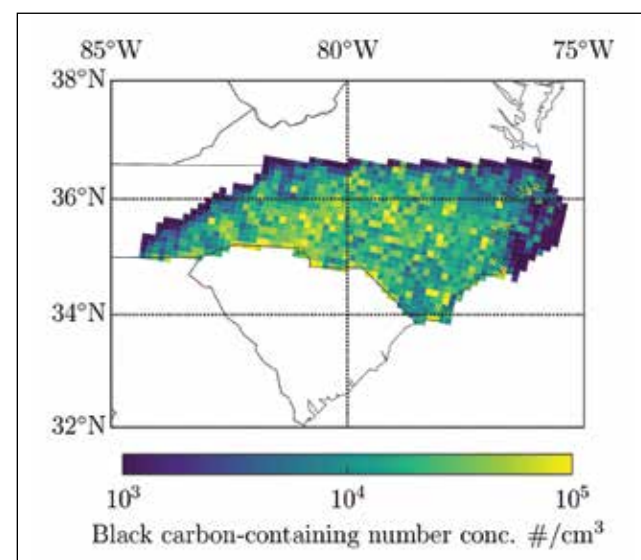 85°W 80°W 75°W
38°N
36°N
34°N
32°N
10³ 10⁴ 10⁵
Black carbon-containing number conc. #/cm³